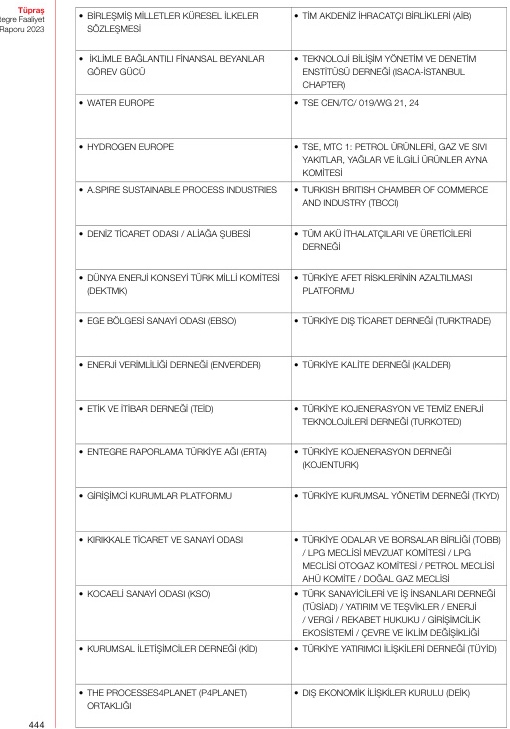 Tüpraş
tegre Faaliyet
Raporu 2023
• BİRLEŞMİŞ MİLLETLER KÜRESEL İLKELER
SÖZLEŞMESİ
• TİM AKDENİZ İHRACATÇI BİRLİKLERİ (AİB)
• İKLİMLE BAĞLANTILI FİNANSAL BEYANLAR
GÖREV GÜCÜ
• TEKNOLOJİ BİLİŞİM YÖNETİM VE DENETİM
ENSTİTÜSÜ DERNEĞİ (ISACA-İSTANBUL
CHAPTER)
• WATER EUROPE
• TSE CEN/TC/ 019/WG 21, 24
• HYDROGEN EUROPE
• TSE, MTC 1: PETROL ÜRÜNLERİ, GAZ VE SIVI
YAKITLAR, YAĞLAR VE İLGİLİ ÜRÜNLER AYNA
KOMİTESİ
• A.SPIRE SUSTAINABLE PROCESS INDUSTRIES
• TURKISH BRITISH CHAMBER OF COMMERCE
AND INDUSTRY (TBCCI)
• DENİZ TİCARET ODASI / ALİAĞA ŞUBESİ
• TÜM AKÜ İTHALATÇILARI VE ÜRETİCİLERİ
DERNEĞİ
• DÜNYA ENERJİ KONSEYİ TÜRK MİLLİ KOMİTESİ
(DEKTMK)
• TÜRKİYE AFET RİSKLERİNİN AZALTILMASI
PLATFORMU
• EGE BÖLGESİ SANAYİ ODASI (EBSO)
• TÜRKİYE DIŞ TİCARET DERNEĞİ (TURKTRADE)
• ENERJİ VERİMLİLİĞİ DERNEĞİ (ENVERDER)
• TÜRKİYE KALİTE DERNEĞİ (KALDER)
• ETİK VE İTİBAR DERNEĞİ (TEİD)
• TÜRKİYE KOJENERASYON VE TEMİZ ENERJİ
TEKNOLOJİLERİ DERNEĞİ (TURKOTED)
• ENTEGRE RAPORLAMA TÜRKİYE AĞI (ERTA)
• TÜRKİYE KOJENERASYON DERNEĞİ
(KOJENTURK)
• GİRİŞİMCİ KURUMLAR PLATFORMU
• TÜRKİYE KURUMSAL YÖNETİM DERNEĞİ (TKYD)
• KIRIKKALE TİCARET VE SANAYİ ODASI
• TÜRKİYE ODALAR VE BORSALAR BİRLİĞİ (TOBB)
/ LPG MECLİSİ MEVZUAT KOMİTESİ / LPG
MECLİSİ OTOGAZ KOMİTESİ / PETROL MECLİSİ
AHÜ KOMİTE / DOĞAL GAZ MECLİSİ
• KOCAELİ SANAYİ ODASI (KSO)
• TÜRK SANAYİCİLERİ VE İŞ İNSANLARI DERNEĞİ
(TÜSİAD) / YATIRIM VE TEŞVİKLER / ENERJİ
/ VERGİ / REKABET HUKUKU / GİRİŞİMCİLİK
EKOSİSTEMİ / ÇEVRE VE İKLİM DEĞİŞİKLİĞİ
• KURUMSAL İLETİŞİMCİLER DERNEĞİ (KİD)
• TÜRKİYE YATIRIMCI İLİŞKİLERİ DERNEĞİ (TÜYİD)
• THE PROCESSES4PLANET (P4PLANET)
ORTAKLIĞI
• DIŞ EKONOMİK İLİŞKİLER KURULU (DEİK)
444